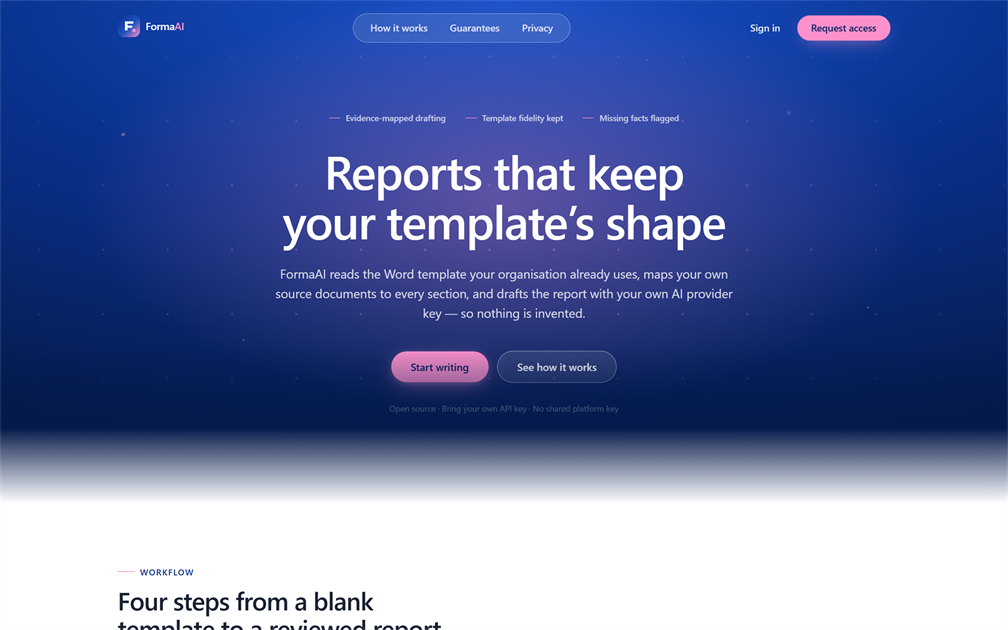 F.
FormaAI
How it works
Guarantees
Privacy
Sign in
Request access
Evidence-mapped drafting
Template fidelity kept
Missing facts flagged
Reports that keep
your template’s shape
FormaAI reads the Word template your organisation already uses, maps your own
source documents to every section, and drafts the report with your own AI provider
key — so nothing is invented.
Start writing
See how it works
Open source · Bring your own API key · No shared platform key
WORKFLOW
Four steps from a blank
template to a reviewed report